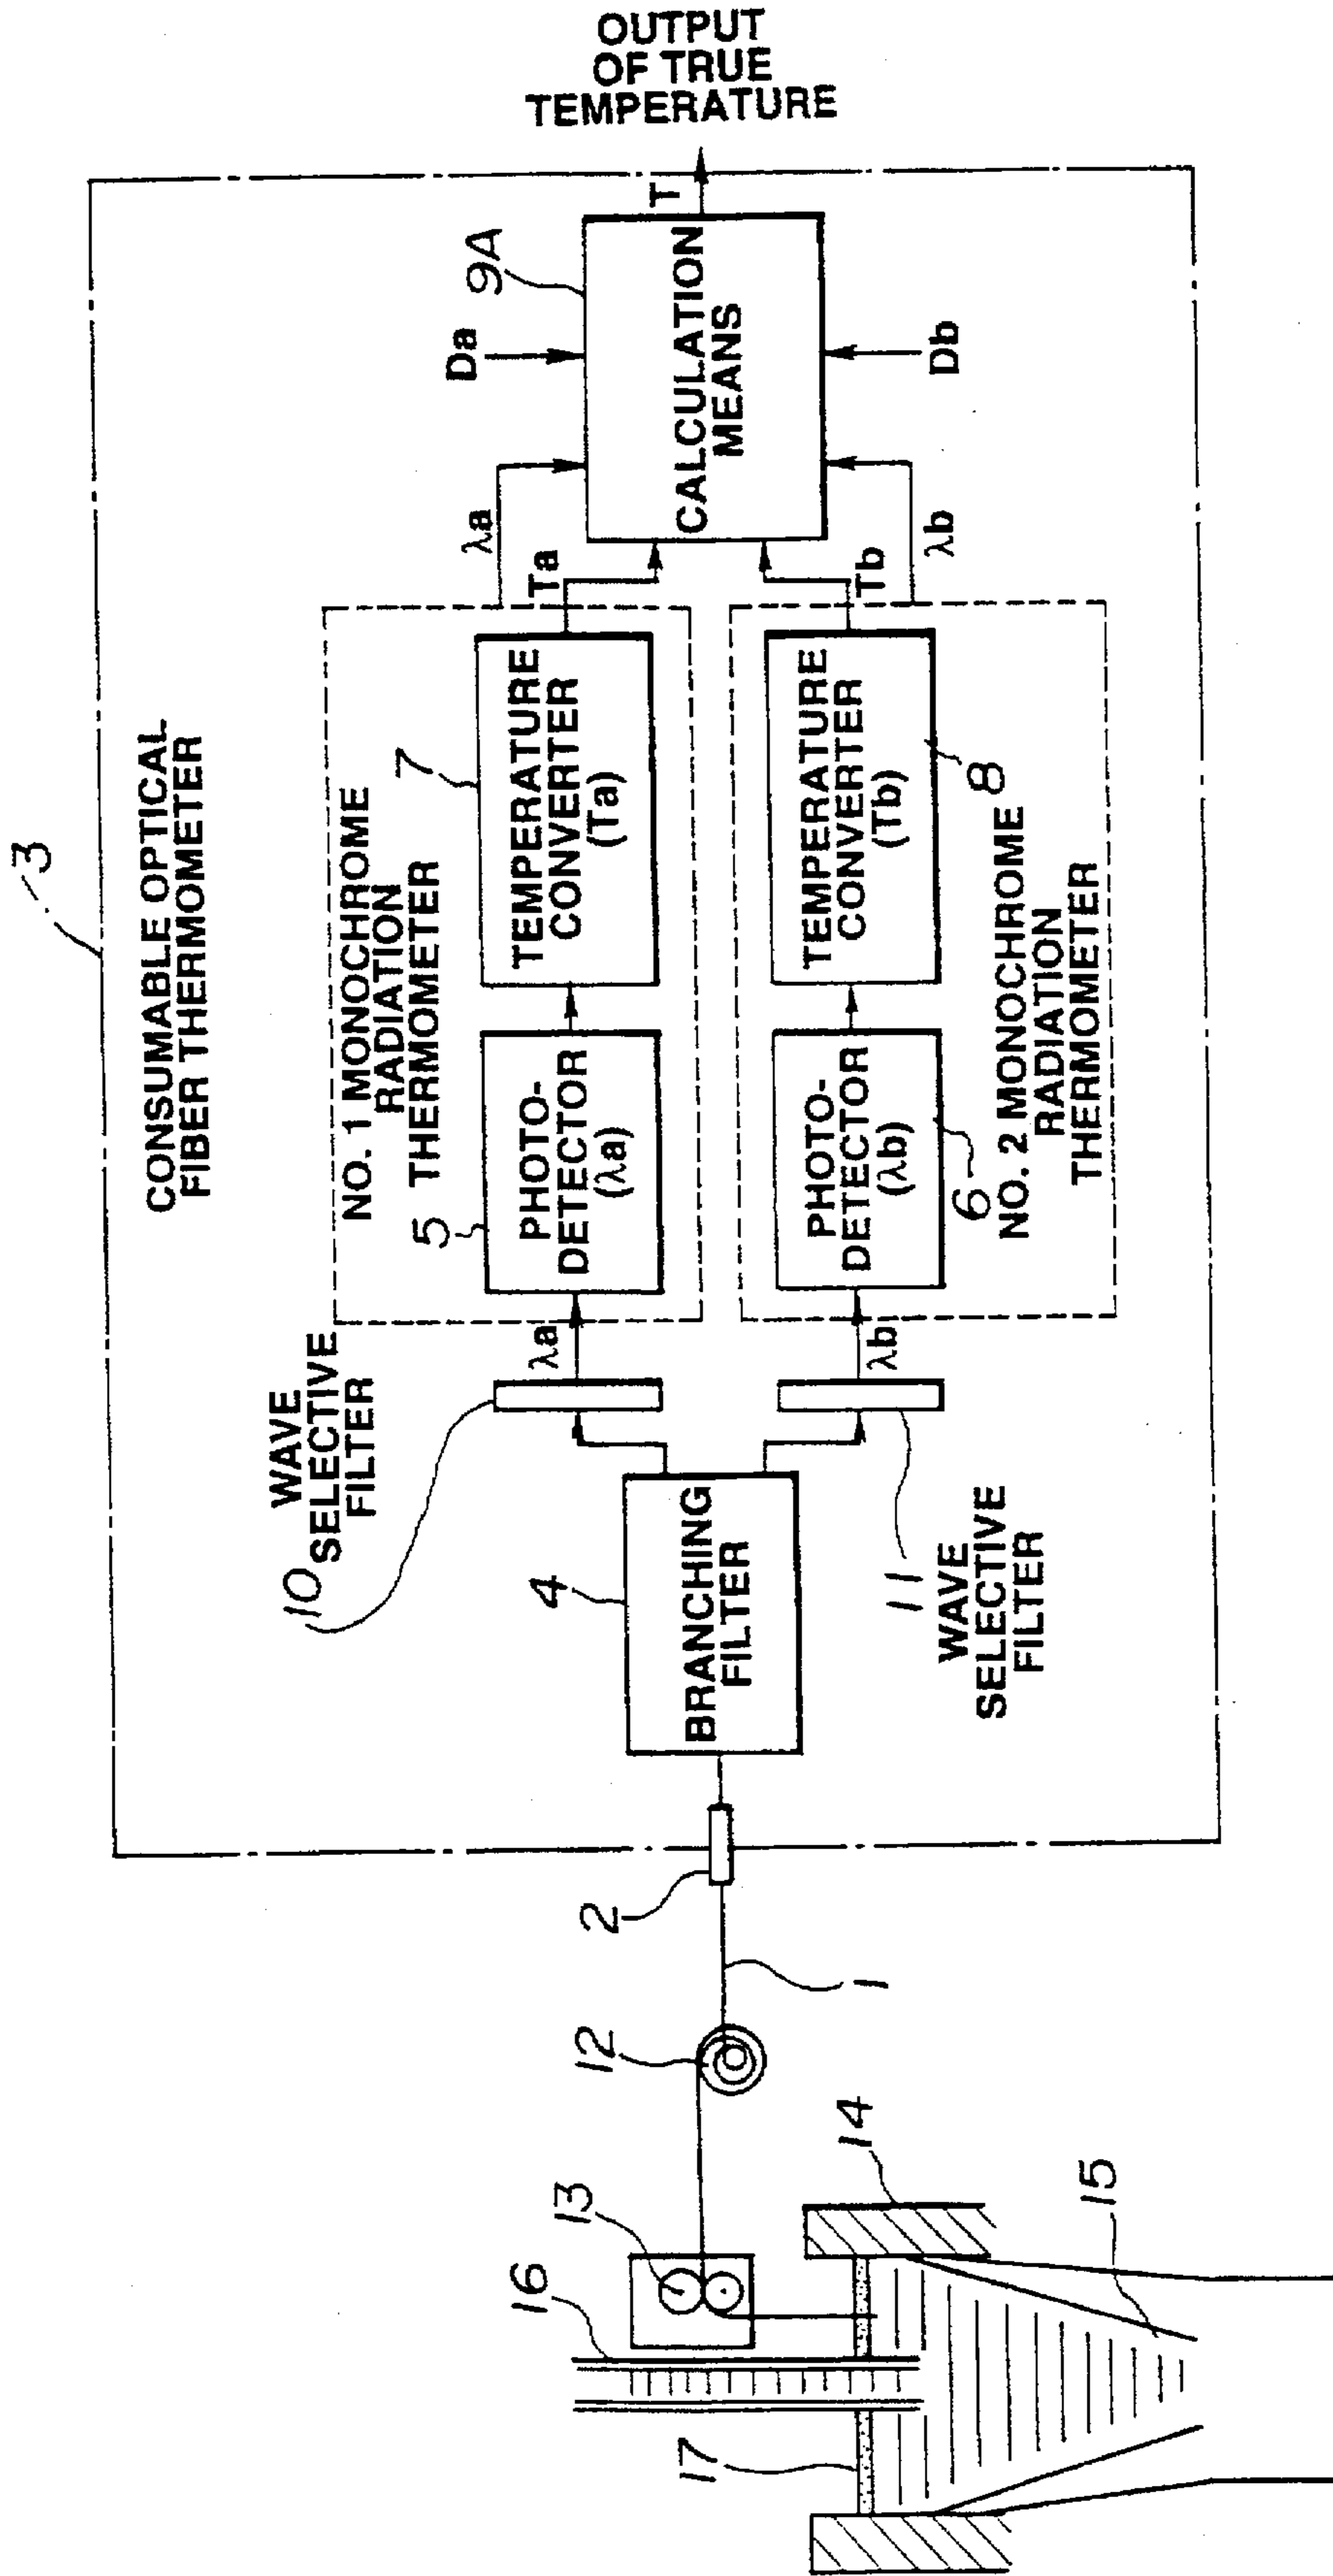 3
CONSUMABLE OPTICAL
FIBER THERMOMETER
NO. 1 MONOCHROME
RADIATION
THERMOMETER
10
WAVE
SELECTIVE
FILTER
λa
5
PHOTO-
DETECTOR
(λa)
7
TEMPERATURE
CONVERTER
(Ta)
λa
Ta
Da
9A
CALCULATION
MEANS
T
OUTPUT
OF TRUE
TEMPERATURE
Db
λb
Tb
4
BRANCHING
FILTER
2
1
12
13
16
17
14
15
11
WAVE
SELECTIVE
FILTER
λb
PHOTO-
DETECTOR
(λb)
6
TEMPERATURE
CONVERTER
(Tb)
8
NO. 2 MONOCHROME
RADIATION
THERMOMETER